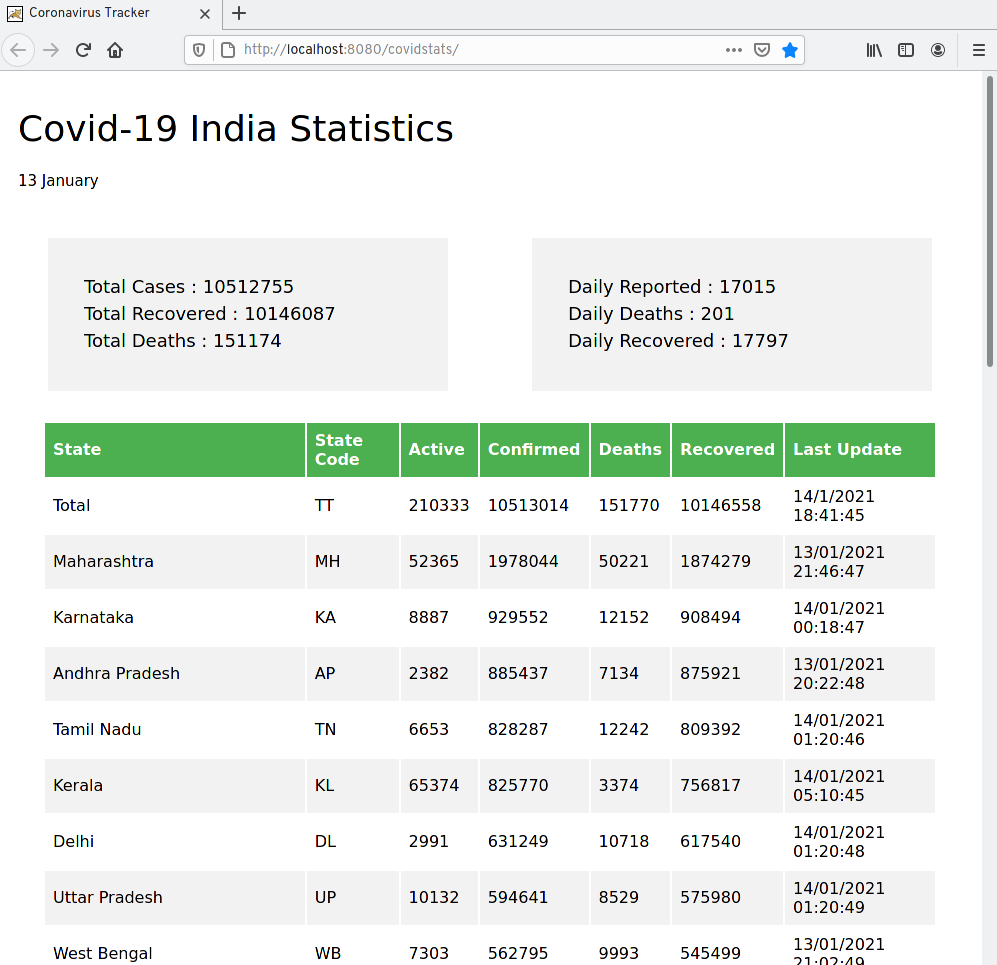 Coronavirus Tracker
http://localhost:8080/covidstats/
Covid-19 India Statistics
13 January
Total Cases : 10512755
Total Recovered : 10146087
Total Deaths : 151174
Daily Reported : 17015
Daily Deaths : 201
Daily Recovered : 17797
State State Code Active Confirmed Deaths Recovered Last Update
Total TT 210333 10513014 151770 10146558 14/1/2021 18:41:45
Maharashtra MH 52365 1978044 50221 1874279 13/01/2021 21:46:47
Karnataka KA 8887 929552 12152 908494 14/01/2021 00:18:47
Andhra Pradesh AP 2382 885437 7134 875921 13/01/2021 20:22:48
Tamil Nadu TN 6653 828287 12242 809392 14/01/2021 01:20:46
Kerala KL 65374 825770 3374 756817 14/01/2021 05:10:45
Delhi DL 2991 631249 10718 617540 14/01/2021 01:20:48
Uttar Pradesh UP 10132 594641 8529 575980 14/01/2021 01:20:49
West Bengal WB 7303 562795 9993 545499 13/01/2021 21:02:49